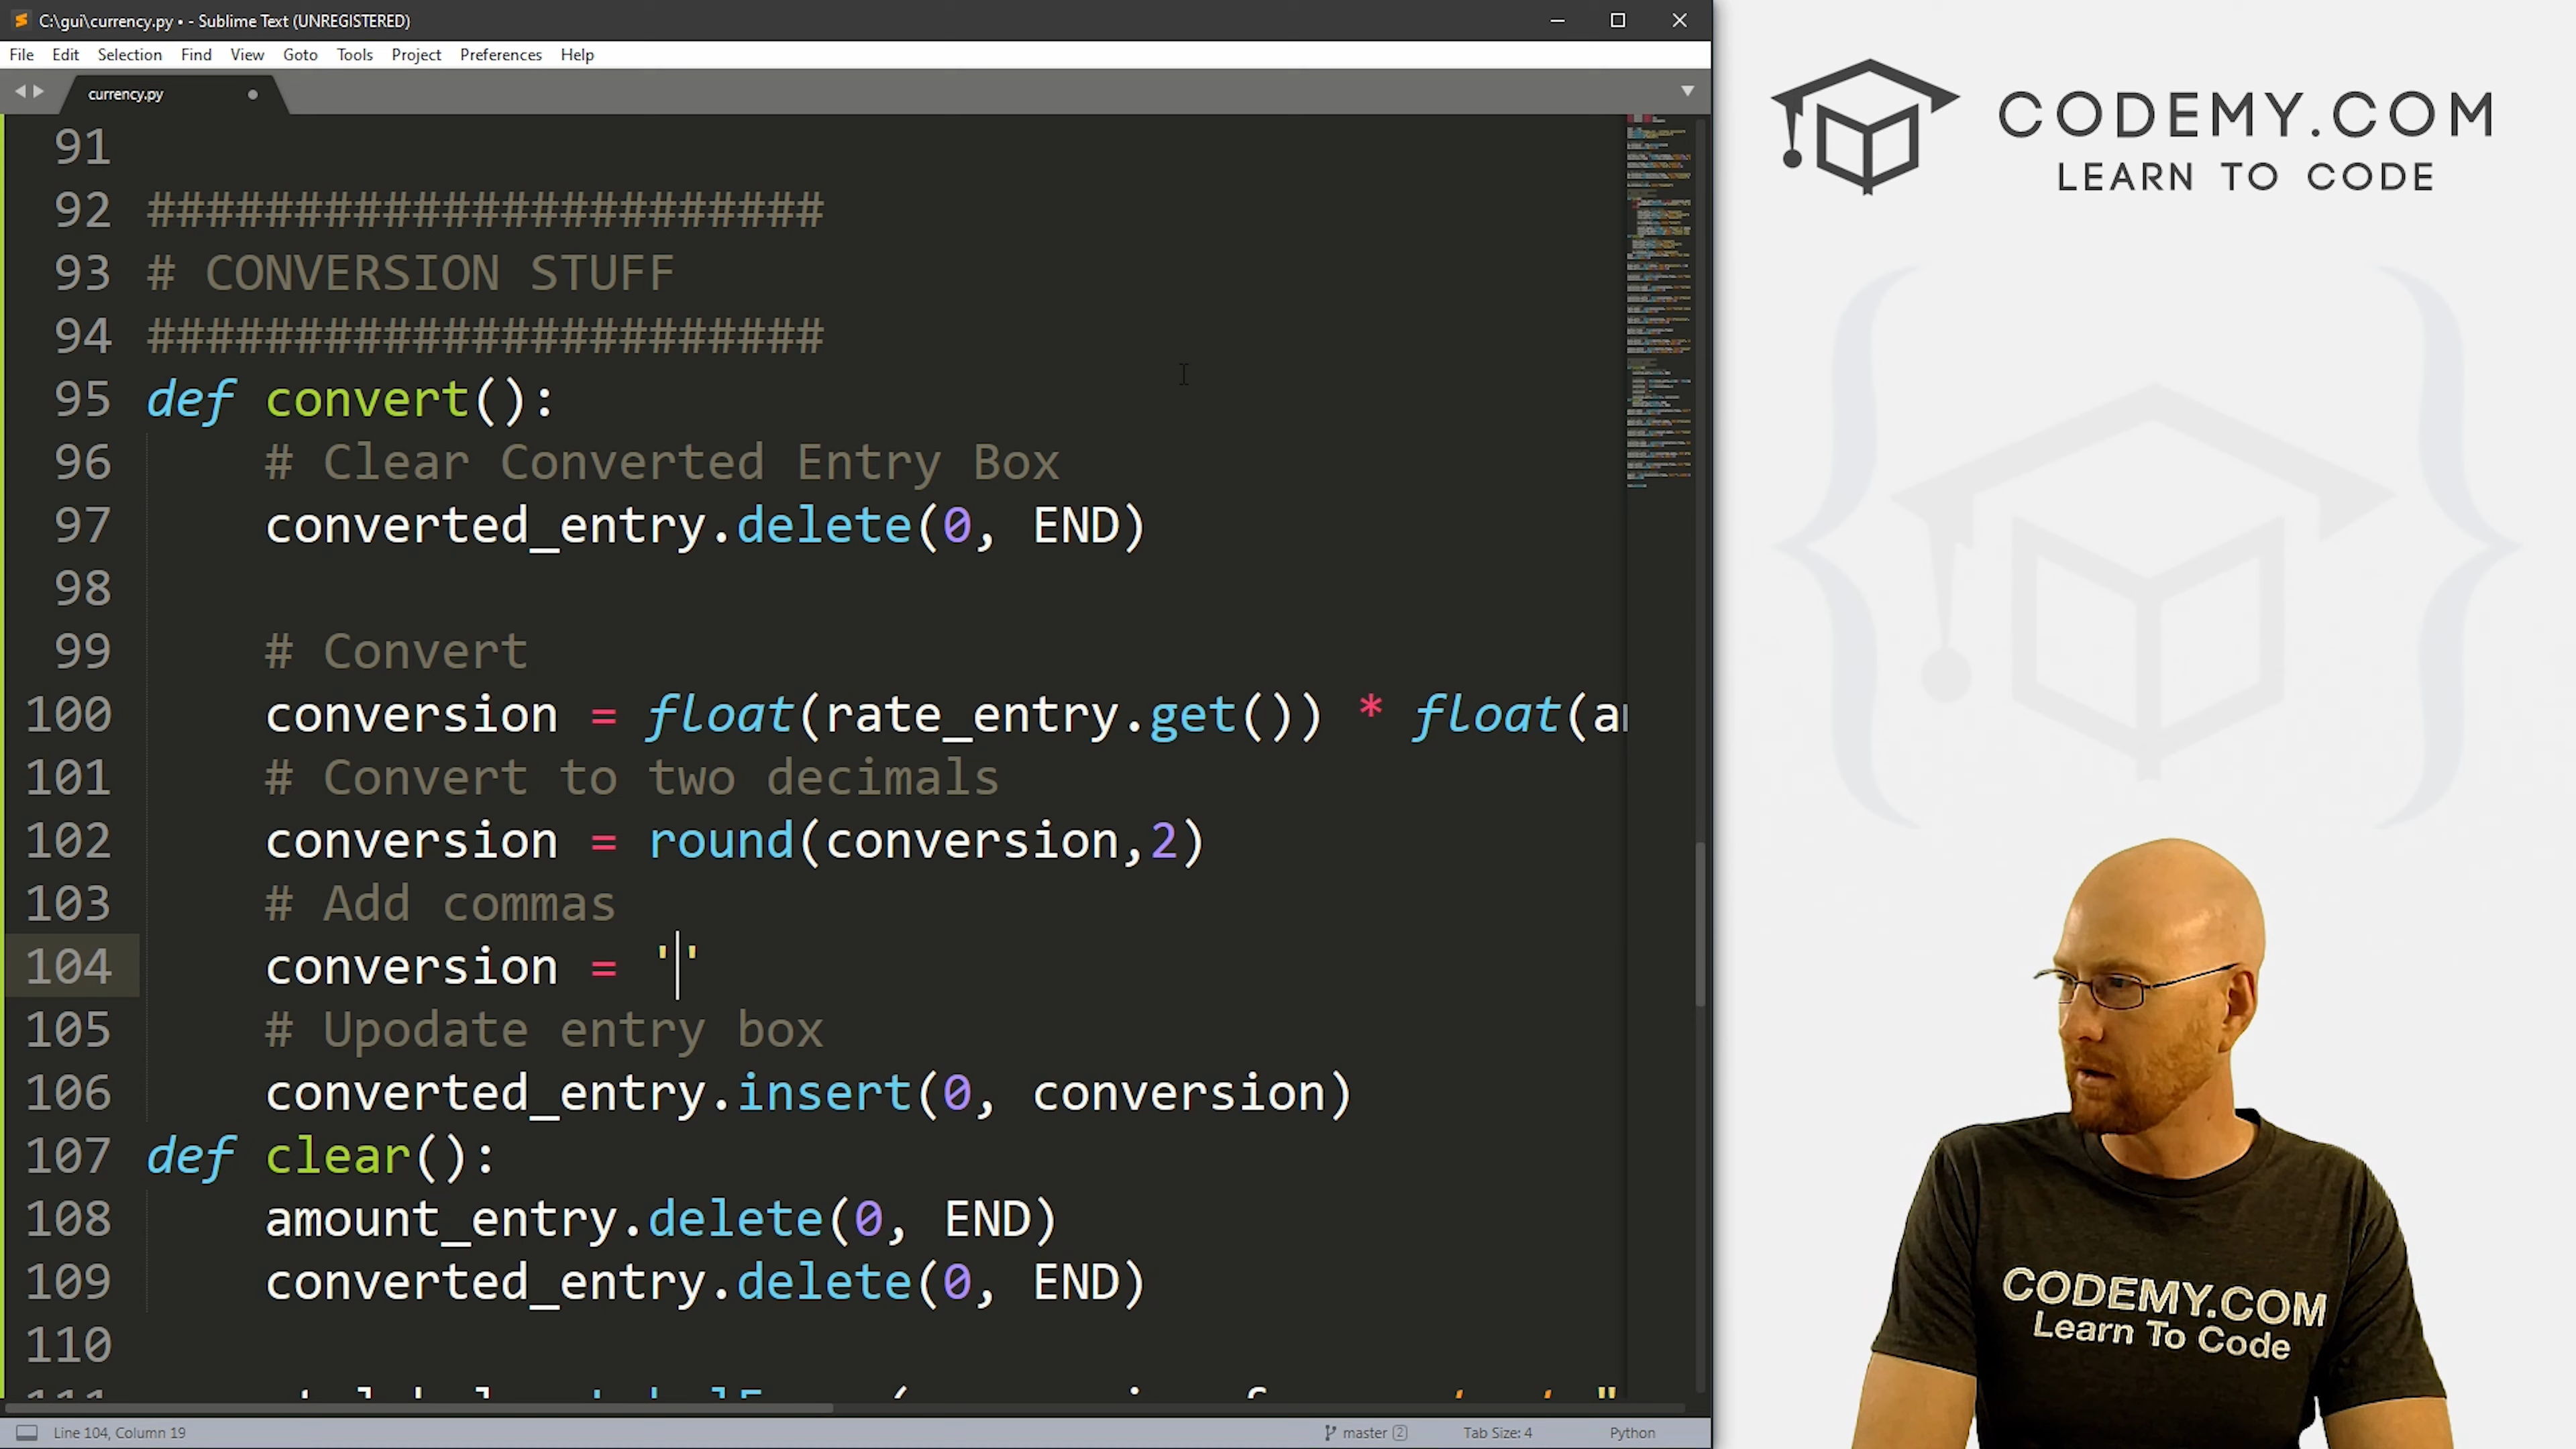 C:\gui\currency.py • - Sublime Text (UNREGISTERED)
File Edit Selection Find View Goto Tools Project Preferences Help
currency.py
91
92 #######################
93 # CONVERSION STUFF
94 #######################
95 def convert():
96 # Clear Converted Entry Box
97 converted_entry.delete(0, END)
98
99 # Convert
100 conversion = float(rate_entry.get()) * float(a
101 # Convert to two decimals
102 conversion = round(conversion,2)
103 # Add commas
104 conversion = ''
105 # Upodate entry box
106 converted_entry.insert(0, conversion)
107 def clear():
108 amount_entry.delete(0, END)
109 converted_entry.delete(0, END)
110
Line 104, Column 19
master 2
Tab Size: 4
Python
CODEMY.COM
LEARN TO CODE
CODEMY.COM
Learn To Code